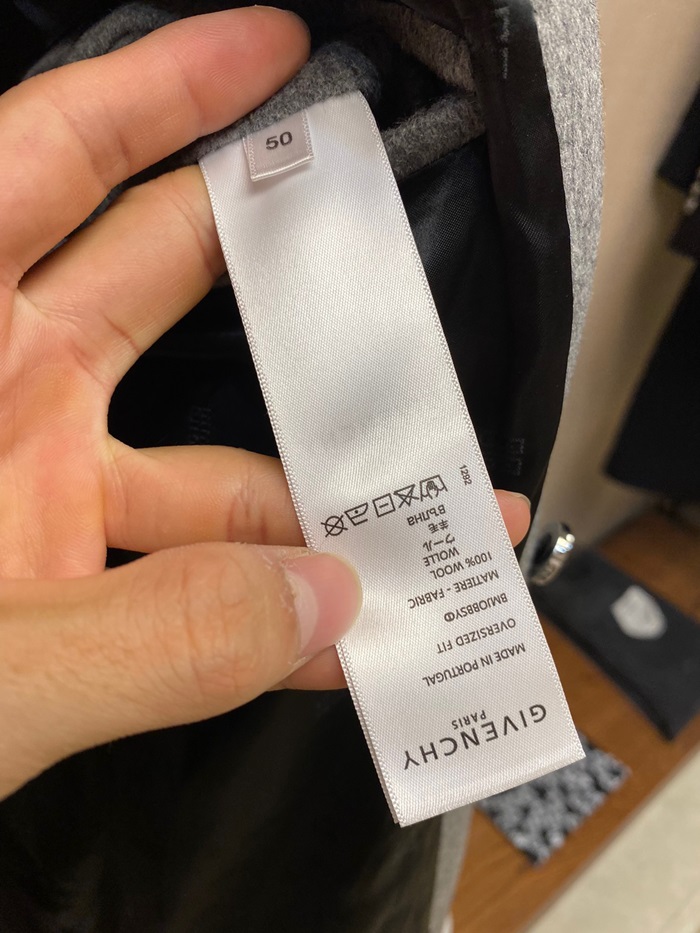 50
GIVENCHY
PARIS
MADE IN PORTUGAL
OVERSIZED FIT
MATIERE - FABRIC
100% WOOL
WOLLE
ウール
羊毛
ВЪЛНА
1292